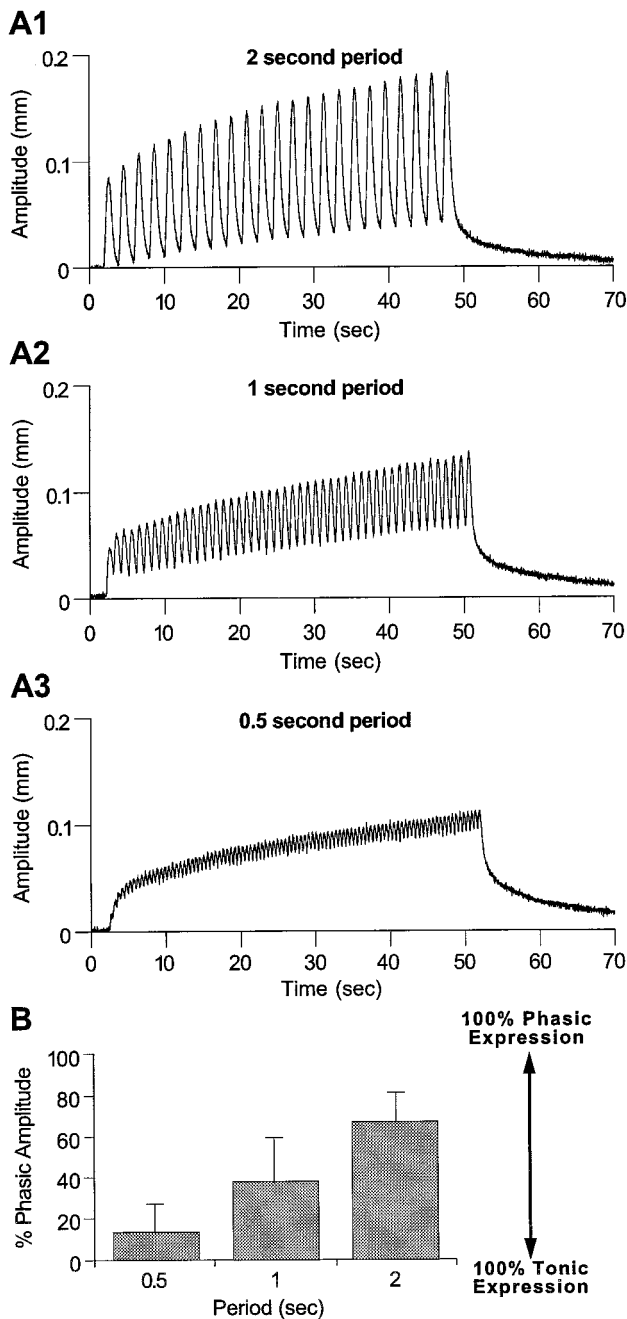 A1
2 second period
0.2
0.1
0
Amplitude (mm)
0 10 20 30 40 50 60 70
Time (sec)
A2
1 second period
0.2
0.1
0
Amplitude (mm)
0 10 20 30 40 50 60 70
Time (sec)
A3
0.5 second period
0.2
0.1
0
Amplitude (mm)
0 10 20 30 40 50 60 70
Time (sec)
B
100
80
60
40
20
0
% Phasic Amplitude
0.5 1 2
Period (sec)
100% Phasic
Expression
100% Tonic
Expression